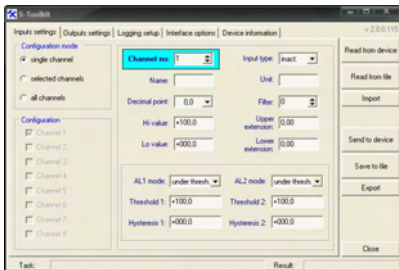 S-Toolkit
Inputs settings Outputs settings Logging setup Interface options Device information v 2.0.0.115
Configuration mode
single channel
selected channels
all channels
Configuration
Channel 1
Channel 2
Channel 3
Channel 4
Channel 5
Channel 6
Channel 7
Channel 8
Channel no: 1 Input type: inact.
Name: Unit:
Decimal point: 0,0 Filter: 0
Hi value: +100,0 Upper extension: 0,00
Lo value: +000,0 Lower extension: 0,00
AL1 mode: under thresh. AL2 mode: under thresh.
Threshold 1: +100,0 Threshold 2: +100,0
Hysteresis 1: +000,0 Hysteresis 2: +000,0
Read from device
Read from file
Import
Send to device
Save to file
Export
Close
Task: Result: